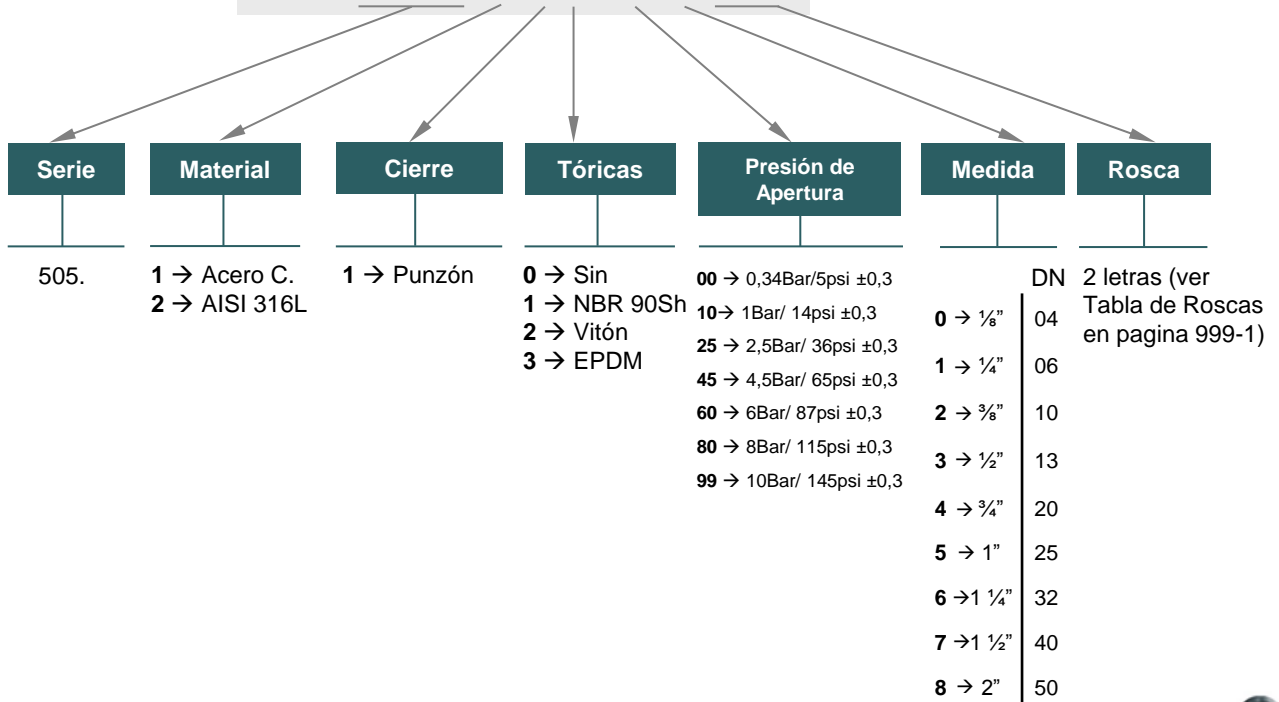 Serie
Material
Cierre
Tóricas
Presión de
Apertura
Medida
Rosca
505.
1 → Acero C.
2 → AISI 316L
1 → Punzón
0 → Sin
1 → NBR 90Sh
2 → Vitón
3 → EPDM
00 → 0,34Bar/5psi ±0,3
10→ 1Bar/ 14psi ±0,3
25 → 2,5Bar/ 36psi ±0,3
45 → 4,5Bar/ 65psi ±0,3
60 → 6Bar/ 87psi ±0,3
80 → 8Bar/ 115psi ±0,3
99 → 10Bar/ 145psi ±0,3
DN
0 → ⅛” 04
1 → ¼” 06
2 → ⅜” 10
3 → ½” 13
4 → ¾” 20
5 → 1” 25
6 →1 ¼” 32
7 →1 ½” 40
8 → 2” 50
2 letras (ver
Tabla de Roscas
en pagina 999-1)